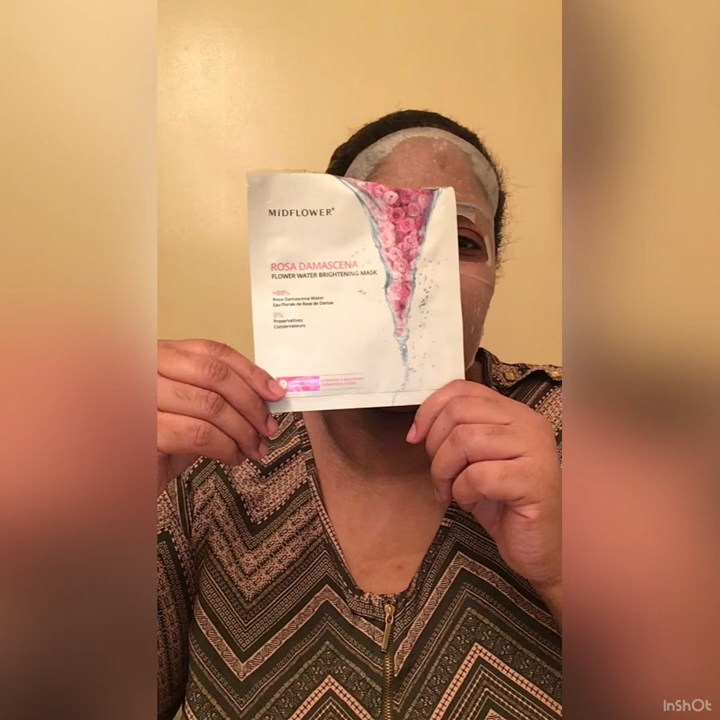 MIDFLOWER®
ROSA DAMASCENA
FLOWER WATER BRIGHTENING MASK
+89%
Rosa Damascena Water
Eau Florale de Rose de Damas
0%
Preservatives
Conservateurs
InShOt